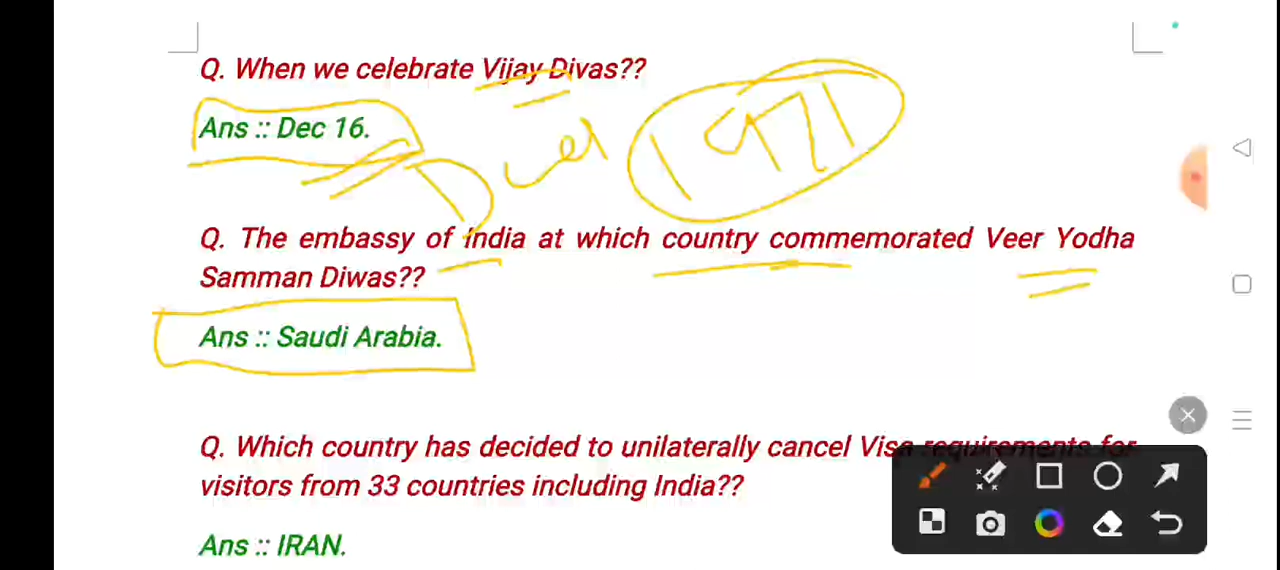 Q. When we celebrate Vijay Divas??
Ans :: Dec 16.
1971
Q. The embassy of India at which country commemorated Veer Yodha
Samman Diwas??
Ans :: Saudi Arabia.
Q. Which country has decided to unilaterally cancel Visa requirements for
visitors from 33 countries including India??
Ans :: IRAN.